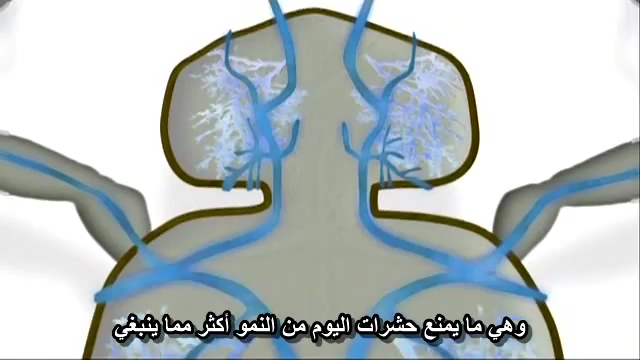 وهي ما يمنع حشرات اليوم من النمو أكثر مما ينبغي